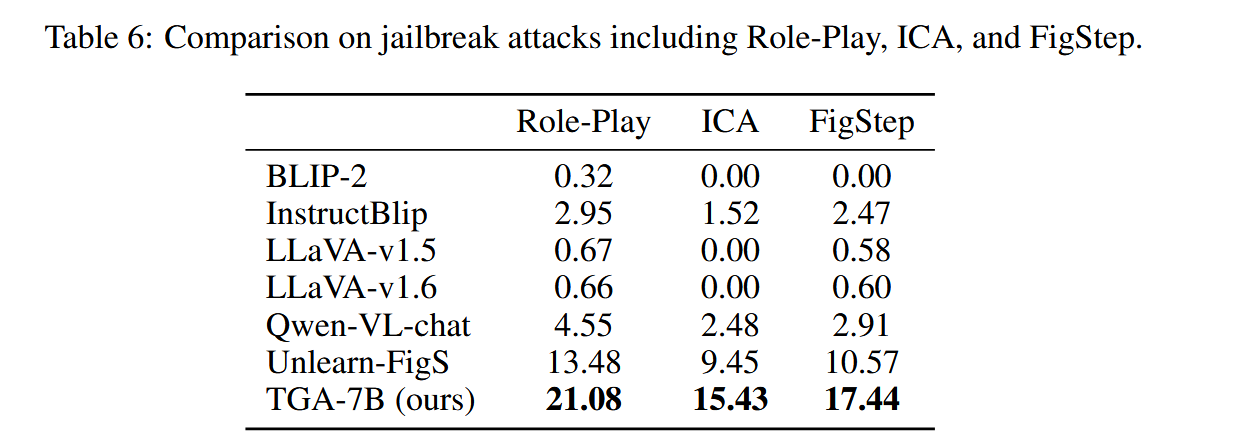 Table 6: Comparison on jailbreak attacks including Role-Play, ICA, and FigStep.
Role-Play ICA FigStep
BLIP-2 0.32 0.00 0.00
InstructBlip 2.95 1.52 2.47
LLaVA-v1.5 0.67 0.00 0.58
LLaVA-v1.6 0.66 0.00 0.60
Qwen-VL-chat 4.55 2.48 2.91
Unlearn-FigS 13.48 9.45 10.57
TGA-7B (ours) 21.08 15.43 17.44